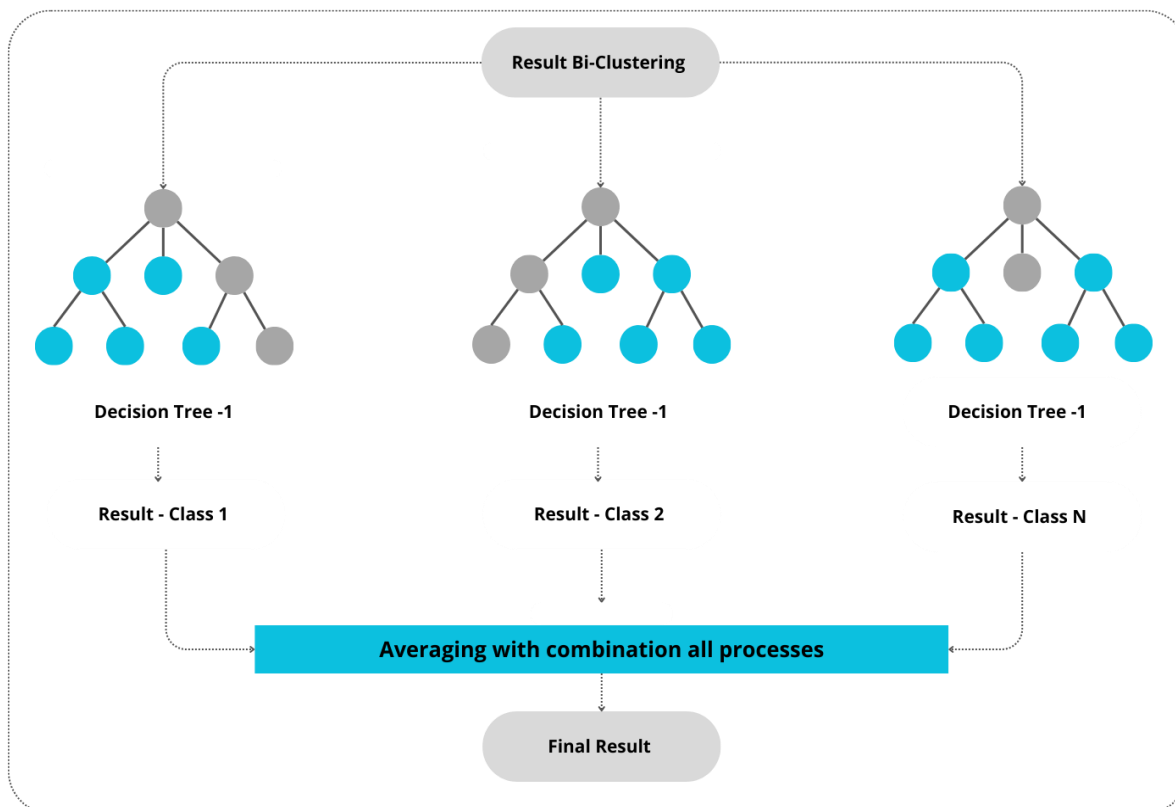 Result Bi-Clustering
Decision Tree -1
Decision Tree -1
Decision Tree -1
Result - Class 1
Result - Class 2
Result - Class N
Averaging with combination all processes
Final Result